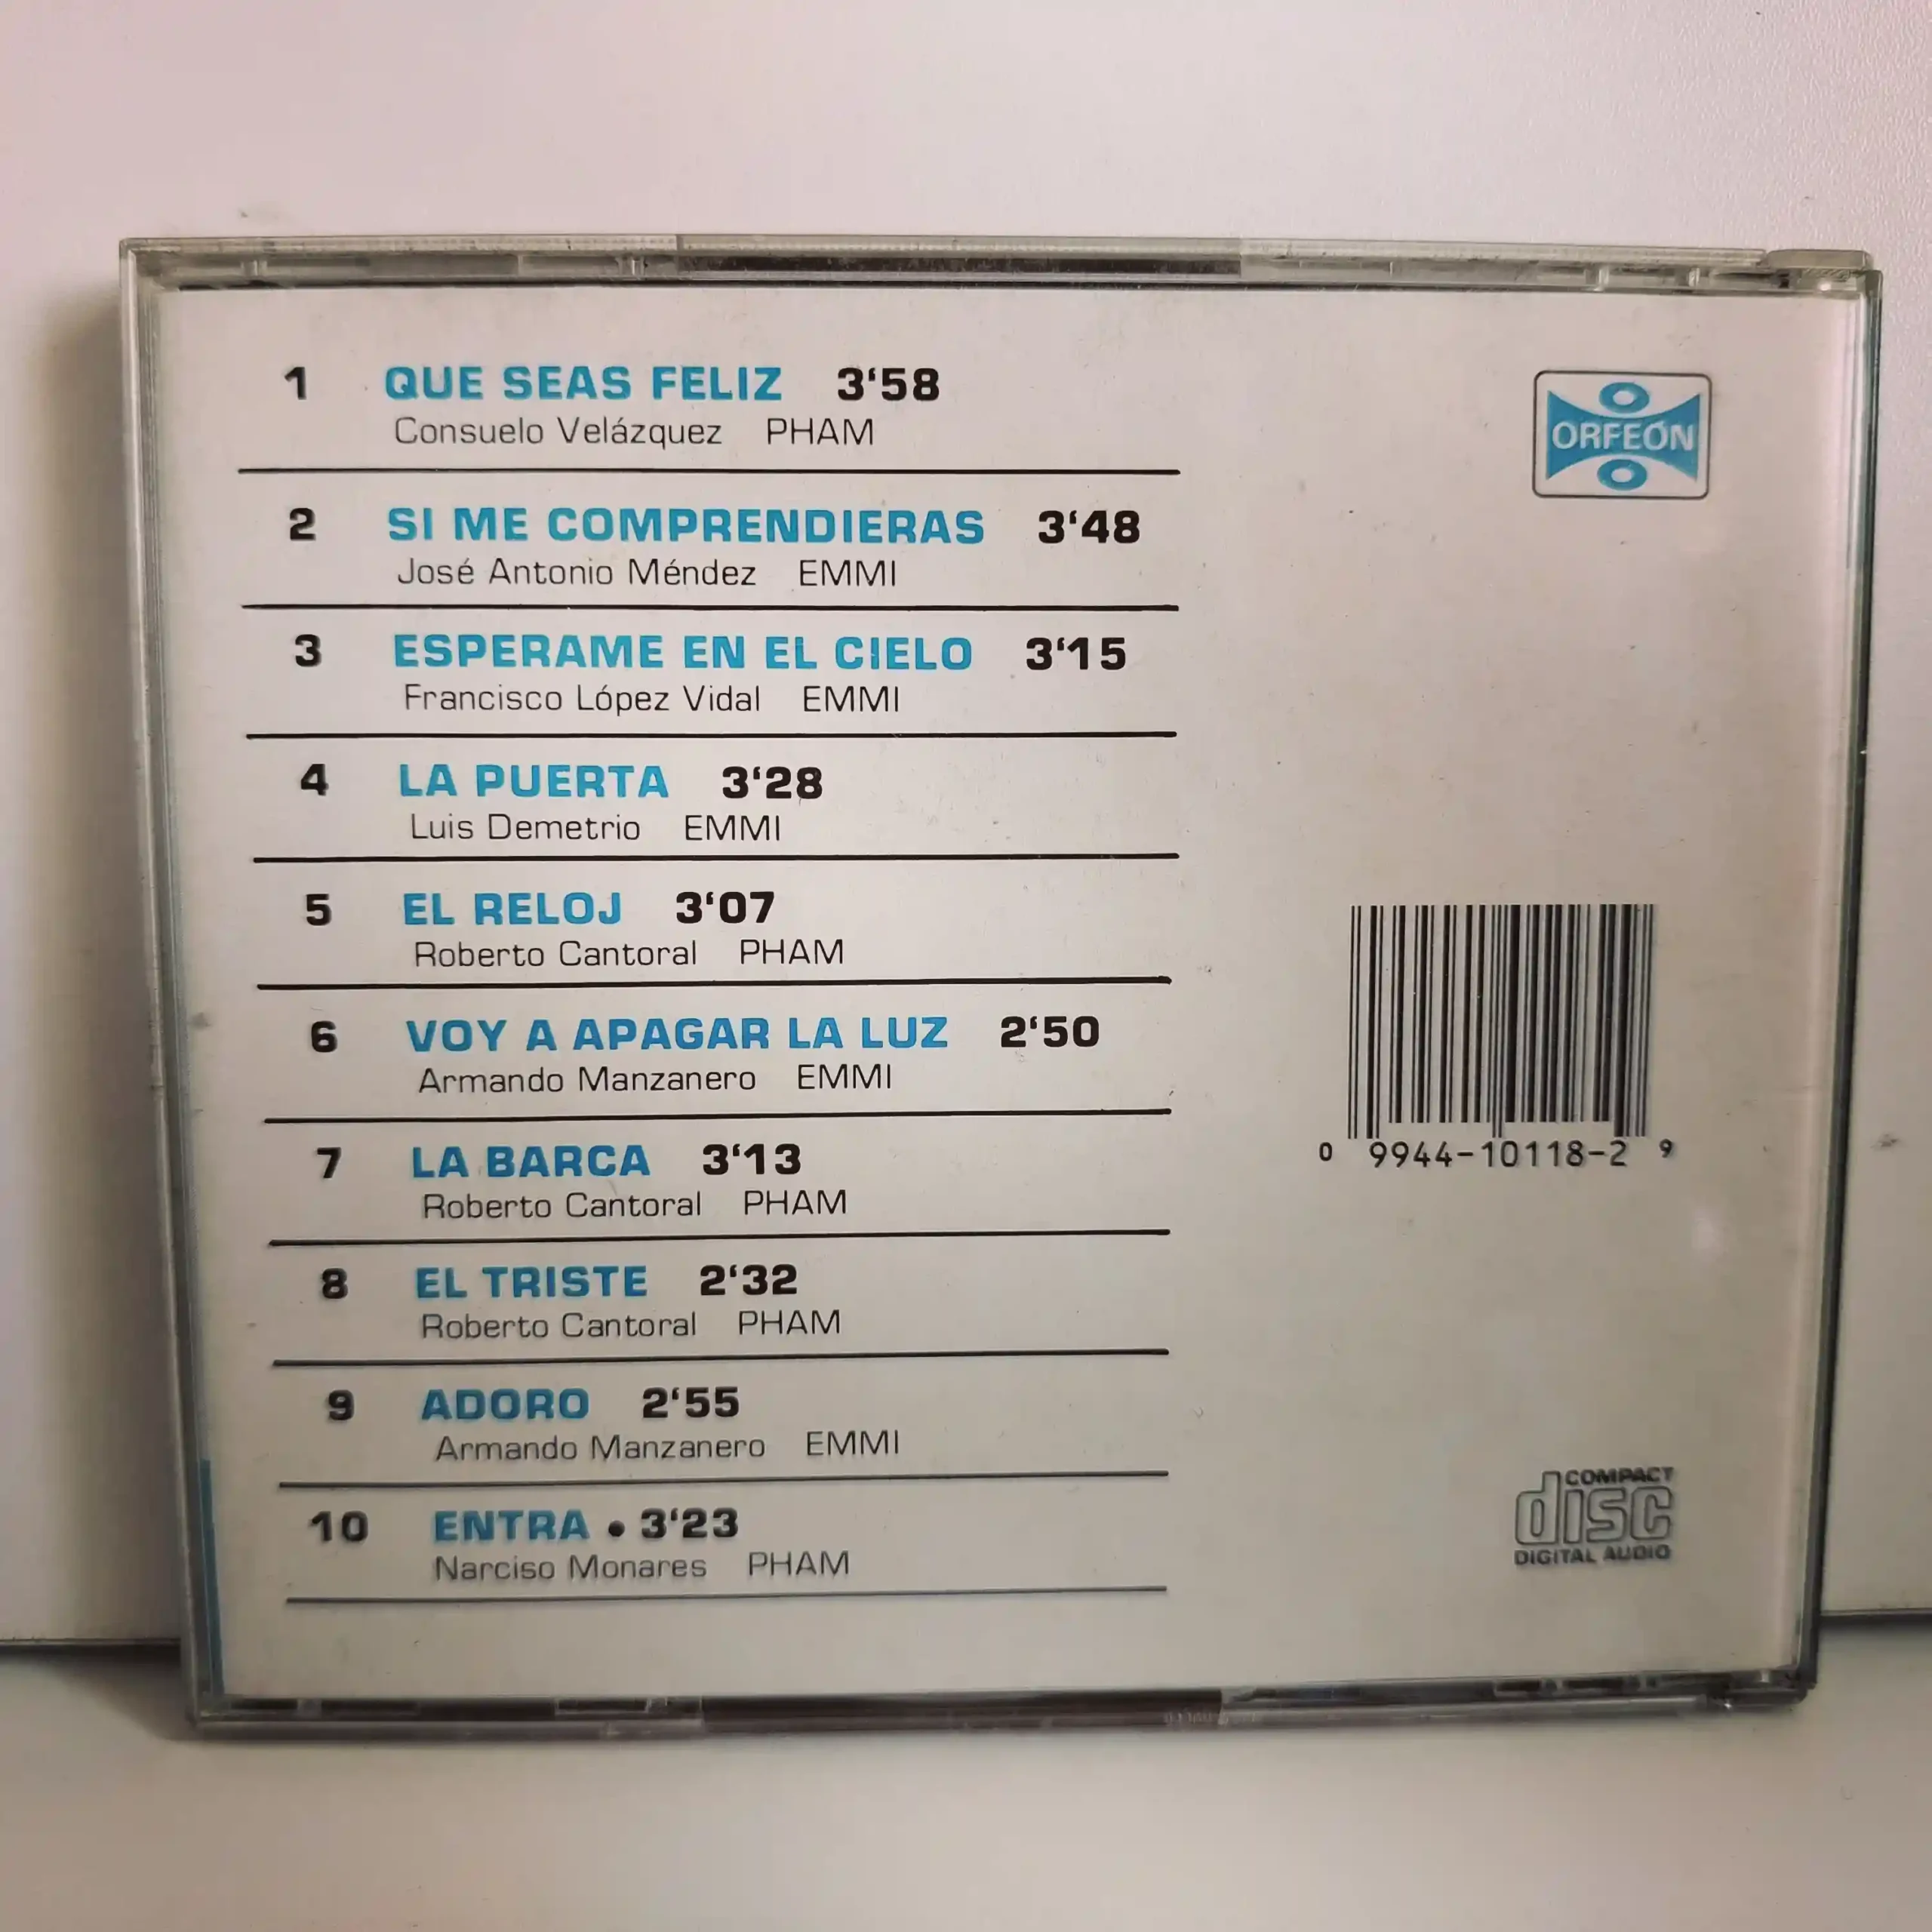 1 QUE SEAS FELIZ 3‘58
Consuelo Velázquez PHAM
2 SI ME COMPRENDIERAS 3‘48
José Antonio Méndez EMMI
3 ESPERAME EN EL CIELO 3‘15
Francisco López Vidal EMMI
4 LA PUERTA 3‘28
Luis Demetrio EMMI
5 EL RELOJ 3‘07
Roberto Cantoral PHAM
6 VOY A APAGAR LA LUZ 2‘50
Armando Manzanero EMMI
7 LA BARCA 3‘13
Roberto Cantoral PHAM
8 EL TRISTE 2‘32
Roberto Cantoral PHAM
9 ADORO 2‘55
Armando Manzanero EMMI
10 ENTRA • 3‘23
Narciso Monares PHAM
ORFEÓN
0 9944-10118-2 9
COMPACT
disc
DIGITAL AUDIO